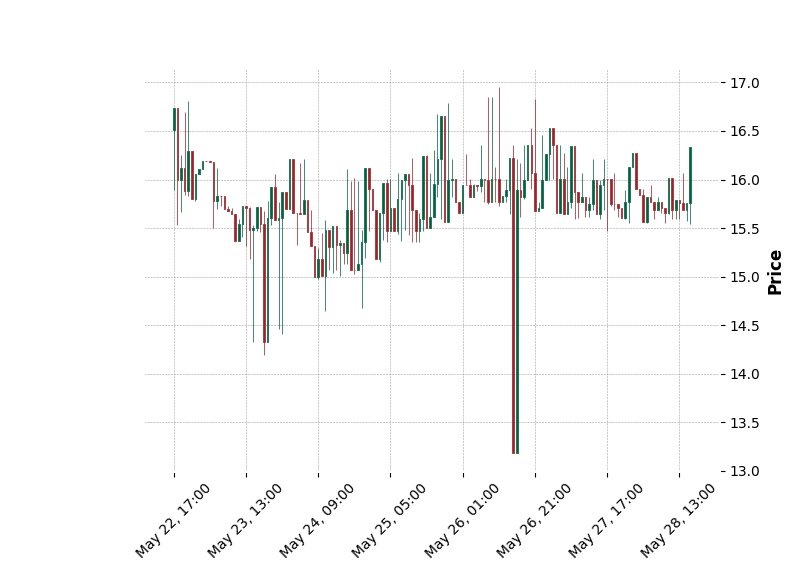 17.0
16.5
16.0
15.5
15.0
14.5
14.0
13.5
13.0
Price
May 22, 17:00
May 23, 13:00
May 24, 09:00
May 25, 05:00
May 26, 01:00
May 26, 21:00
May 27, 17:00
May 28, 13:00